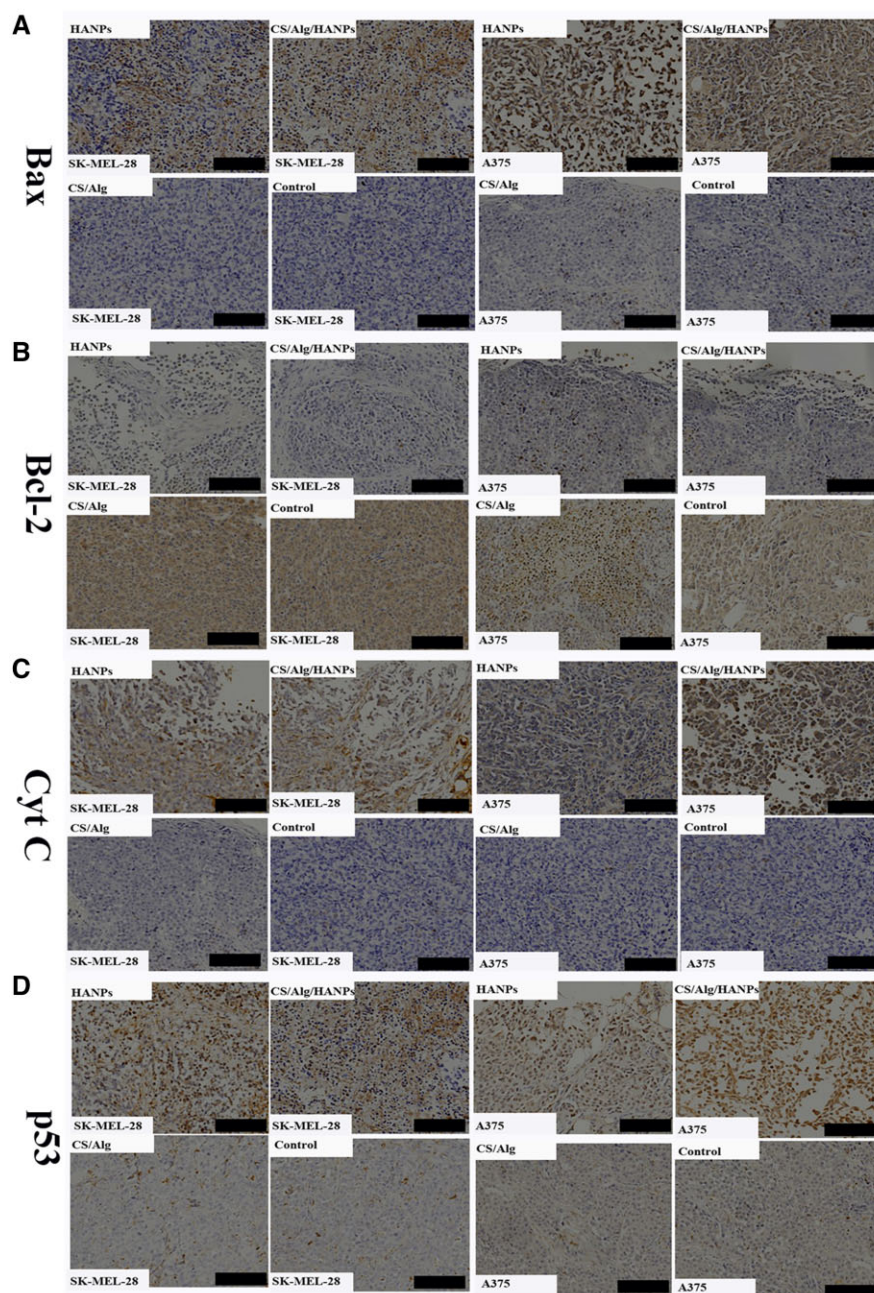 A
Bax
HANPs
CS/Alg/HANPs
HANPs
CS/Alg/HANPs
SK-MEL-28
SK-MEL-28
A375
A375
CS/Alg
Control
CS/Alg
Control
SK-MEL-28
SK-MEL-28
A375
A375
B
Bcl-2
HANPs
CS/Alg/HANPs
HANPs
CS/Alg/HANPs
SK-MEL-28
SK-MEL-28
A375
A375
CS/Alg
Control
CS/Alg
Control
SK-MEL-28
SK-MEL-28
A375
A375
C
Cyt C
HANPs
CS/Alg/HANPs
HANPs
CS/Alg/HANPs
SK-MEL-28
SK-MEL-28
A375
A375
CS/Alg
Control
CS/Alg
Control
SK-MEL-28
SK-MEL-28
A375
A375
D
p53
HANPs
CS/Alg/HANPs
HANPs
CS/Alg/HANPs
SK-MEL-28
SK-MEL-28
A375
A375
CS/Alg
Control
CS/Alg
Control
SK-MEL-28
SK-MEL-28
A375
A375